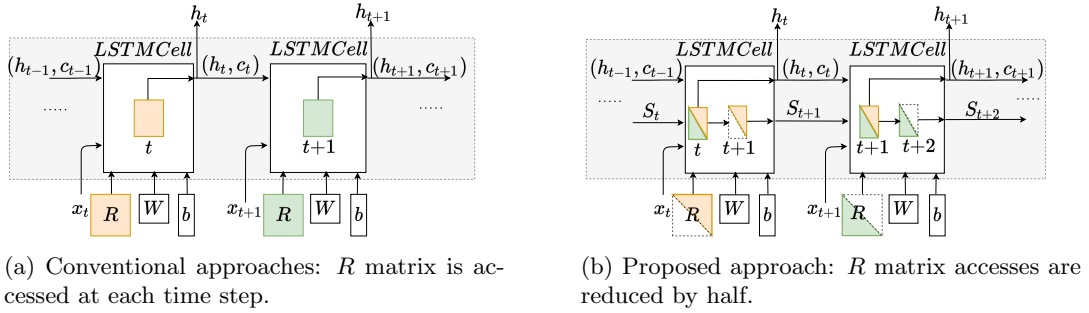 h_t
h_{t+1}
LSTMCell
LSTMCell
(h_{t-1}, c_{t-1})
(h_t, c_t)
(h_{t+1}, c_{t+1})
.....
.....
t
t+1
x_t
R
W
b
x_{t+1}
R
W
b
(a) Conventional approaches: R matrix is ac-
cessed at each time step.
h_t
h_{t+1}
LSTMCell
LSTMCell
(h_{t-1}, c_{t-1})
(h_t, c_t)
(h_{t+1}, c_{t+1})
.....
.....
S_t
S_{t+1}
S_{t+2}
t
t+1
t+1
t+2
x_t
R
W
b
x_{t+1}
R
W
b
(b) Proposed approach: R matrix accesses are
reduced by half.